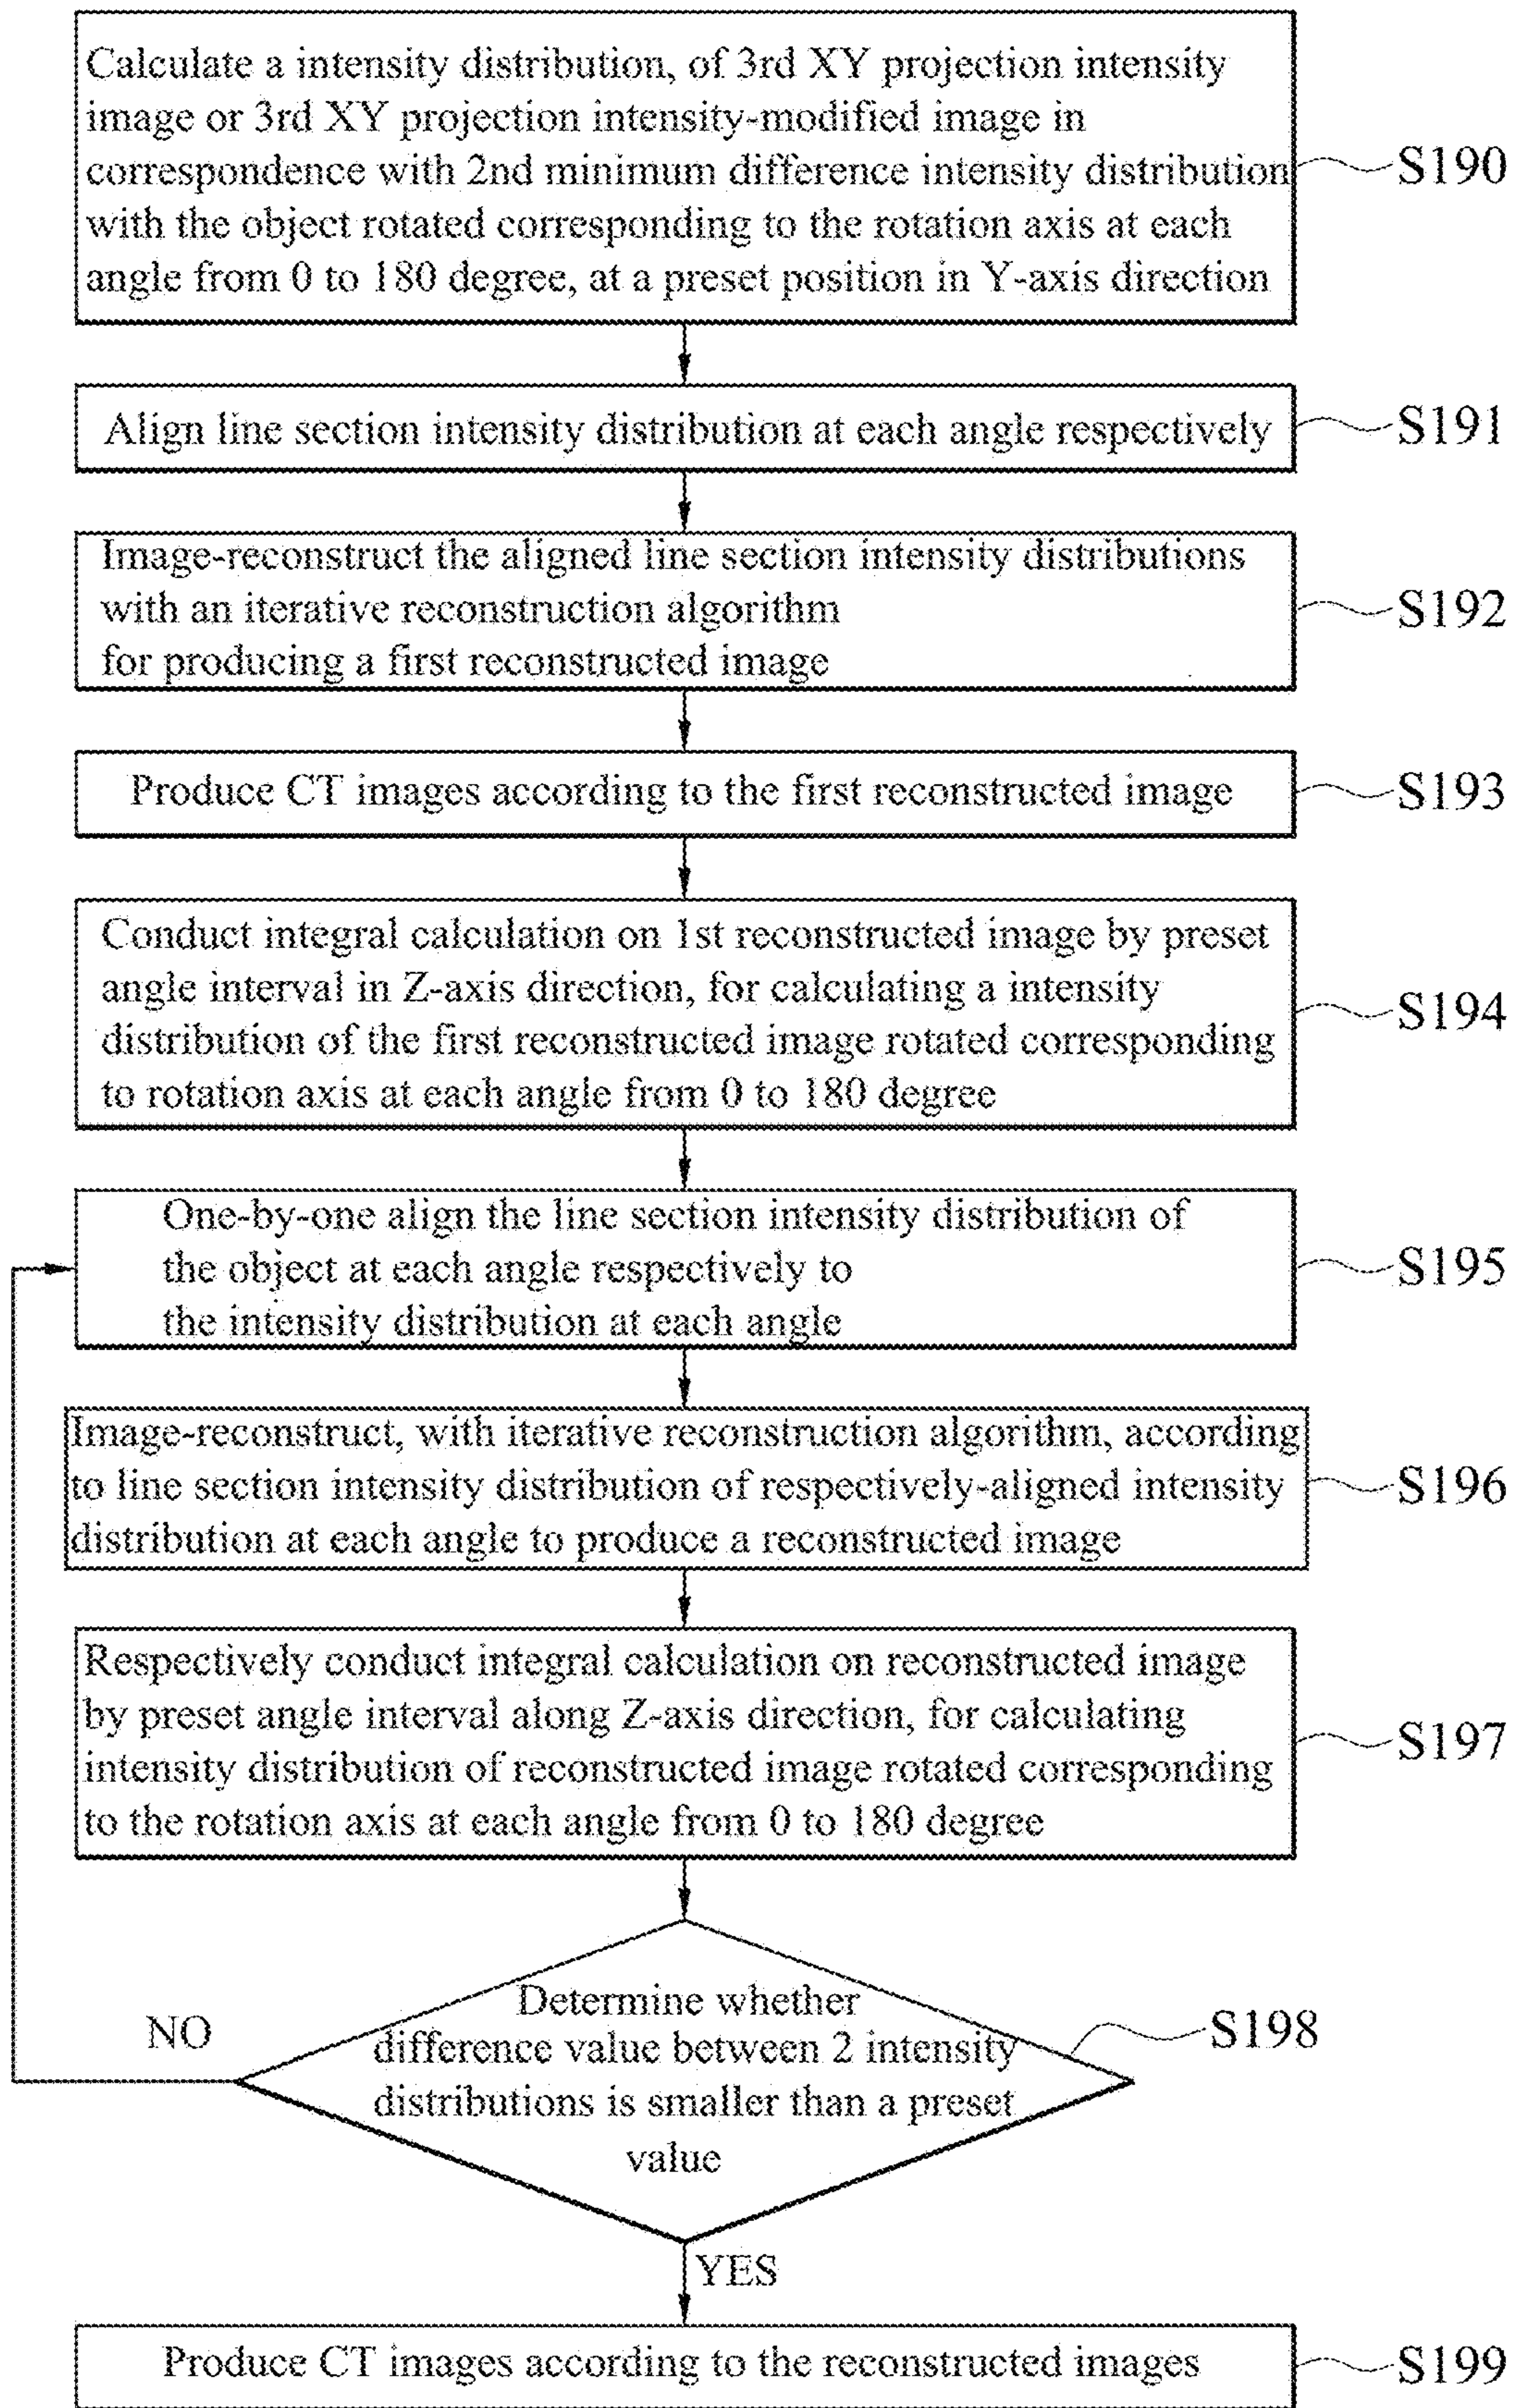 Calculate a intensity distribution, of 3rd XY projection intensity
image or 3rd XY projection intensity-modified image in
correspondence with 2nd minimum difference intensity distribution
with the object rotated corresponding to the rotation axis at each
angle from 0 to 180 degree, at a preset position in Y-axis direction
S190
Align line section intensity distribution at each angle respectively
S191
Image-reconstruct the aligned line section intensity distributions
with an iterative reconstruction algorithm
for producing a first reconstructed image
S192
Produce CT images according to the first reconstructed image
S193
Conduct integral calculation on 1st reconstructed image by preset
angle interval in Z-axis direction, for calculating a intensity
distribution of the first reconstructed image rotated corresponding
to rotation axis at each angle from 0 to 180 degree
S194
One-by-one align the line section intensity distribution of
the object at each angle respectively to
the intensity distribution at each angle
S195
Image-reconstruct, with iterative reconstruction algorithm, according
to line section intensity distribution of respectively-aligned intensity
distribution at each angle to produce a reconstructed image
S196
Respectively conduct integral calculation on reconstructed image
by preset angle interval along Z-axis direction, for calculating
intensity distribution of reconstructed image rotated corresponding
to the rotation axis at each angle from 0 to 180 degree
S197
Determine whether
difference value between 2 intensity
distributions is smaller than a preset
value
S198
NO
YES
Produce CT images according to the reconstructed images
S199